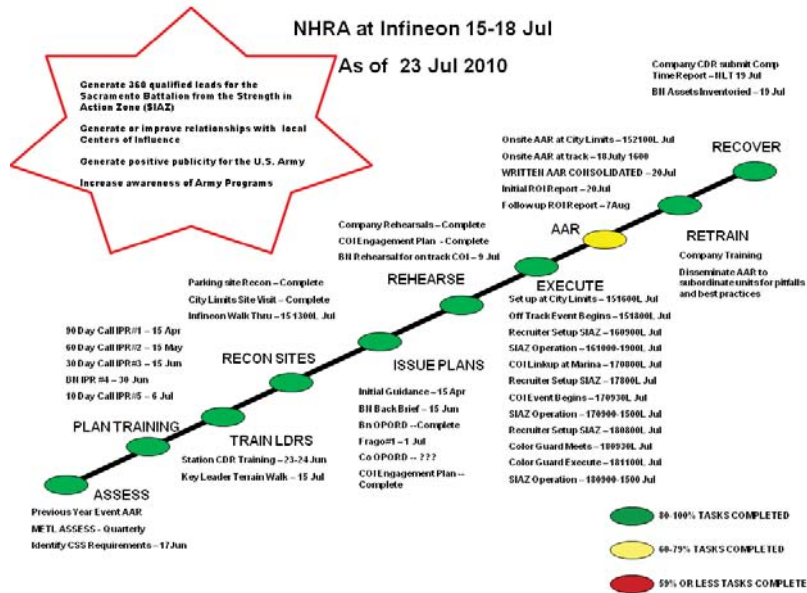 NHRA at Infineon 15-18 Jul
As of 23 Jul 2010
Generate 360 qualified leads for the
Sacramento Battalion from the Strength in
Action Zone (SIAZ)
Generate or improve relationships with local
Centers of Influence
Generate positive publicity for the U.S. Army
Increase awareness of Army Programs
Company CDR submit Comp
Time Report – NLT 19 Jul
BN Assets Inventoried – 19 Jul
RECOVER
Onsite AAR at City Limits – 152100L Jul
Onsite AAR at track – 18July 1600
WRITTEN AAR CONSOLIDATED – 20Jul
Initial ROI Report – 20Jul
Follow up ROI Report – 7Aug
AAR
RETRAIN
Company Training
Disseminate AAR to
subordinate units for pitfalls
and best practices
Company Rehearsals – Complete
COI Engagement Plan - Complete
BN Rehearsal for on track COI – 9 Jul
REHEARSE
EXECUTE
Set up at City Limits – 151600L Jul
Off Track Event Begins – 151800L Jul
Recruiter Setup SIAZ – 160900L Jul
SIAZ Operation – 161000-1900L Jul
COI Linkup at Marina – 170800L Jul
Recruiter Setup SIAZ – 17800L Jul
COI Event Begins – 170930L Jul
SIAZ Operation – 170900-1500L Jul
Recruiter Setup SIAZ – 180800L Jul
Color Guard Meets – 180930L Jul
Color Guard Execute – 181100L Jul
SIAZ Operation – 180900-1500 Jul
Parking site Recon – Complete
City Limits Site Visit – Complete
Infineon Walk Thru – 151300L Jul
RECON SITES
ISSUE PLANS
Initial Guidance – 15 Apr
BN Back Brief – 15 Jun
Bn OPORD --Complete
Frago#1 – 1 Jul
Co OPORD -- ???
COI Engagement Plan --
Complete
90 Day Call IPR#1 – 15 Apr
60 Day Call IPR#2 – 15 May
30 Day Call IPR#3 – 15 Jun
BN IPR #4 – 30 Jun
10 Day Call IPR#5 – 6 Jul
PLAN TRAINING
TRAIN LDRS
Station CDR Training – 23-24 Jun
Key Leader Terrain Walk – 15 Jul
ASSESS
Previous Year Event AAR
METL ASSESS - Quarterly
Identify CSS Requirements – 17Jun
80-100% TASKS COMPLETED
60-79% TASKS COMPLETED
59% OR LESS TASKS COMPLETE